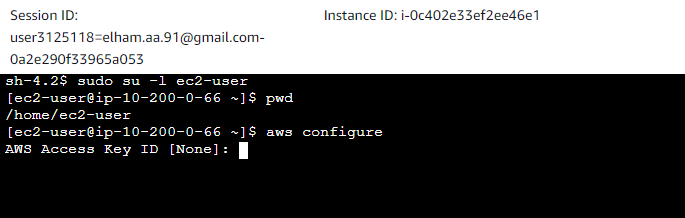 Session ID:
user3125118=elham.aa.91@gmail.com-
0a2e290f33965a053
Instance ID: i-0c402e33ef2ee46e1
sh-4.2$ sudo su -l ec2-user
[ec2-user@ip-10-200-0-66 ~]$ pwd
/home/ec2-user
[ec2-user@ip-10-200-0-66 ~]$ aws configure
AWS Access Key ID [None]: